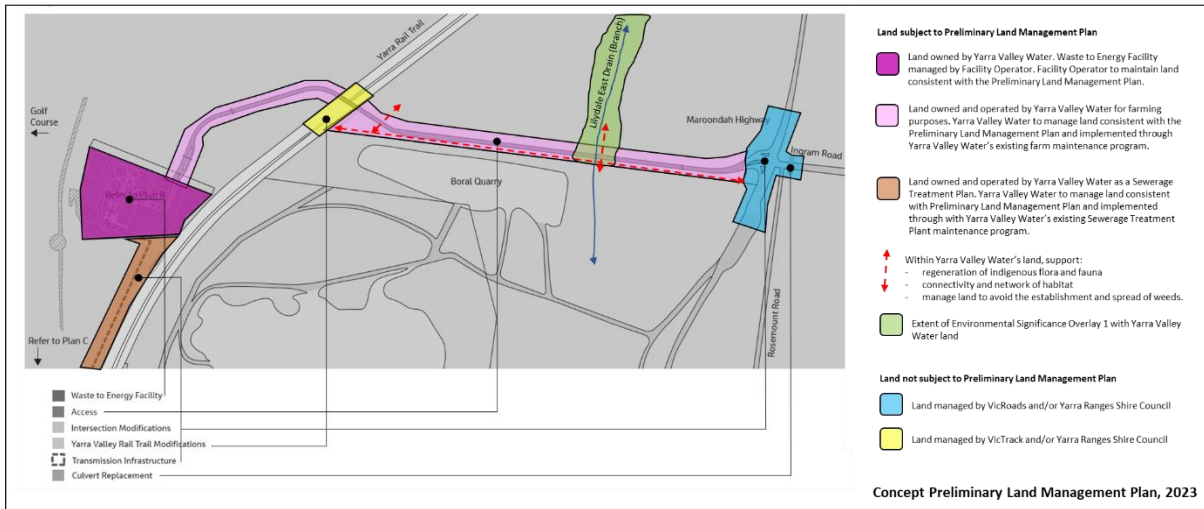 Yarra Rail Trail
Lilydale East Drain (Branch)
Golf
Course
Maroondah Highway
Ingram Road
Refer to Plan B
Boral Quarry
Rosemount Road
Refer to Plan C
Waste to Energy Facility
Access
Intersection Modifications
Yarra Valley Rail Trail Modifications
Transmission Infrastructure
Culvert Replacement
Land subject to Preliminary Land Management Plan
Land owned by Yarra Valley Water. Waste to Energy Facility
managed by Facility Operator. Facility Operator to maintain land
consistent with the Preliminary Land Management Plan.
Land owned and operated by Yarra Valley Water for farming
purposes. Yarra Valley Water to manage land consistent with the
Preliminary Land Management Plan and implemented through
Yarra Valley Water's existing farm maintenance program.
Land owned and operated by Yarra Valley Water as a Sewerage
Treatment Plan. Yarra Valley Water to manage land consistent
with Preliminary Land Management Plan and implemented
through with Yarra Valley Water's existing Sewerage Treatment
Plant maintenance program.
Within Yarra Valley Water's land, support:
- regeneration of indigenous flora and fauna
- connectivity and network of habitat
- manage land to avoid the establishment and spread of weeds.
Extent of Environmental Significance Overlay 1 with Yarra Valley
Water land
Land not subject to Preliminary Land Management Plan
Land managed by VicRoads and/or Yarra Ranges Shire Council
Land managed by VicTrack and/or Yarra Ranges Shire Council
Concept Preliminary Land Management Plan, 2023